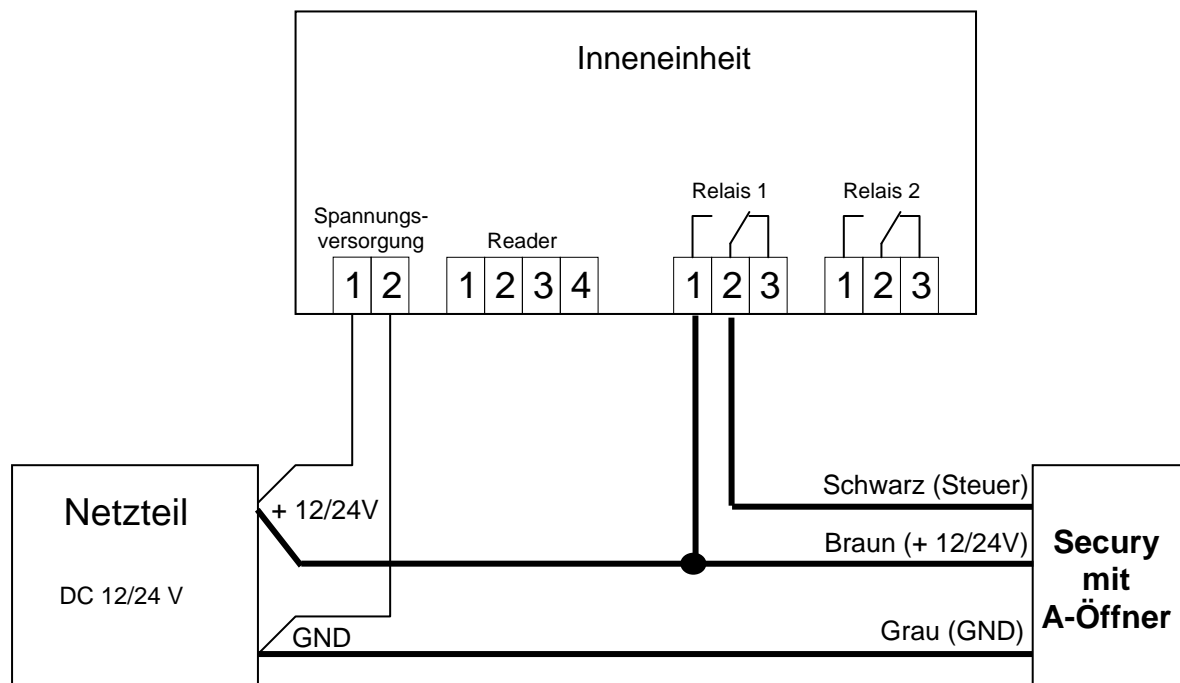 Inneneinheit
Relais 1
Relais 2
Spannungs-
versorgung
Reader
1 2
1 2 3 4
1 2 3
1 2 3
Netzteil
DC 12/24 V
+ 12/24V
GND
Schwarz (Steuer)
Braun (+ 12/24V)
Grau (GND)
Secury
mit
A-Öffner